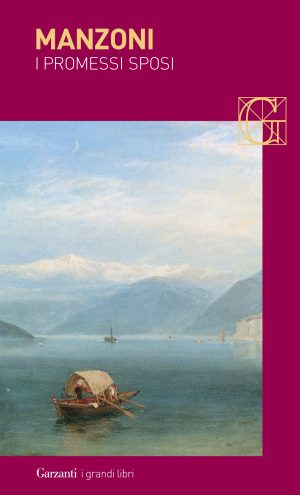 MANZONI
I PROMESSI SPOSI
G
Garzanti i grandi libri